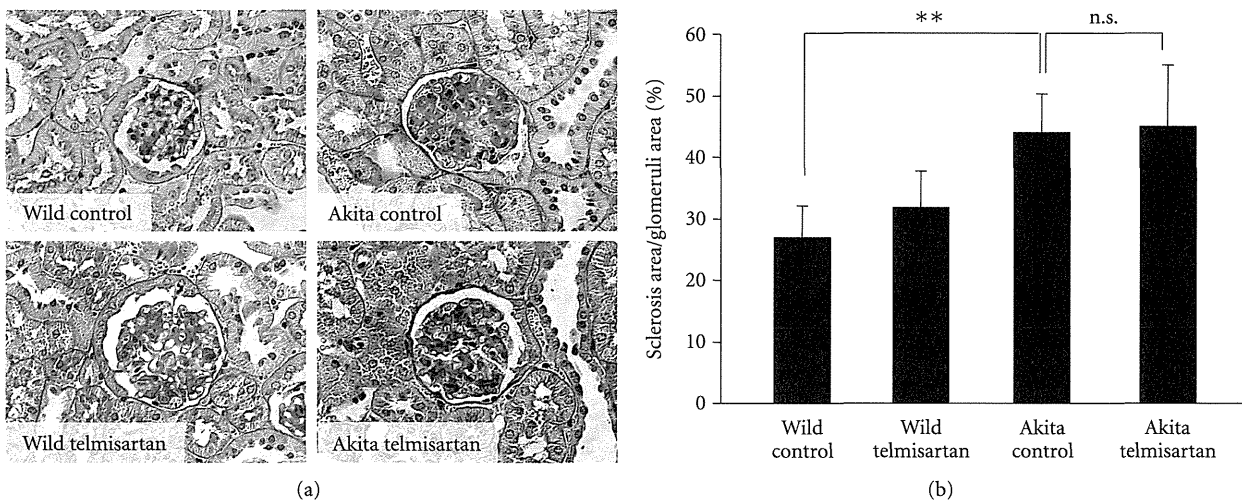 Wild control
Akita control
Wild telmisartan
Akita telmisartan
(a)
**
n.s.
Sclerosis area/glomeruli area (%)
60
50
40
30
20
10
0
Wild
control
Wild
telmisartan
Akita
control
Akita
telmisartan
(b)